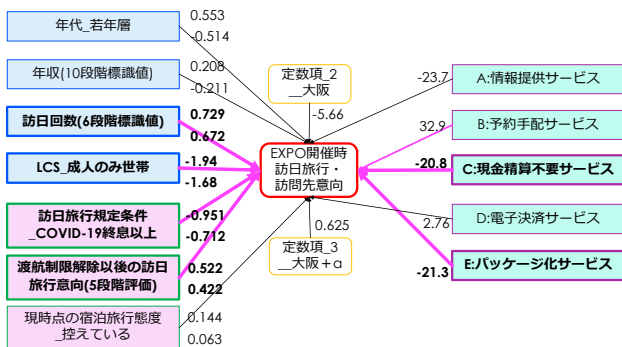 年代_若年層
0.553
-0.514
年収(10段階標識値)
0.208
-0.211
訪日回数(6段階標識値)
0.729
0.672
LCS_成人のみ世帯
-1.94
-1.68
訪日旅行規定条件
_COVID-19終息以上
-0.951
-0.712
渡航制限解除以後の訪日
旅行意向(5段階評価)
0.522
0.422
現時点の宿泊旅行態度
_控えている
0.144
0.063
定数項_2
__大阪
-5.66
EXPO開催時
訪日旅行・
訪問先意向
0.625
定数項_3
__大阪+α
-23.7
A:情報提供サービス
32.9
B:予約手配サービス
-20.8
C:現金精算不要サービス
2.76
D:電子決済サービス
-21.3
E:パッケージ化サービス